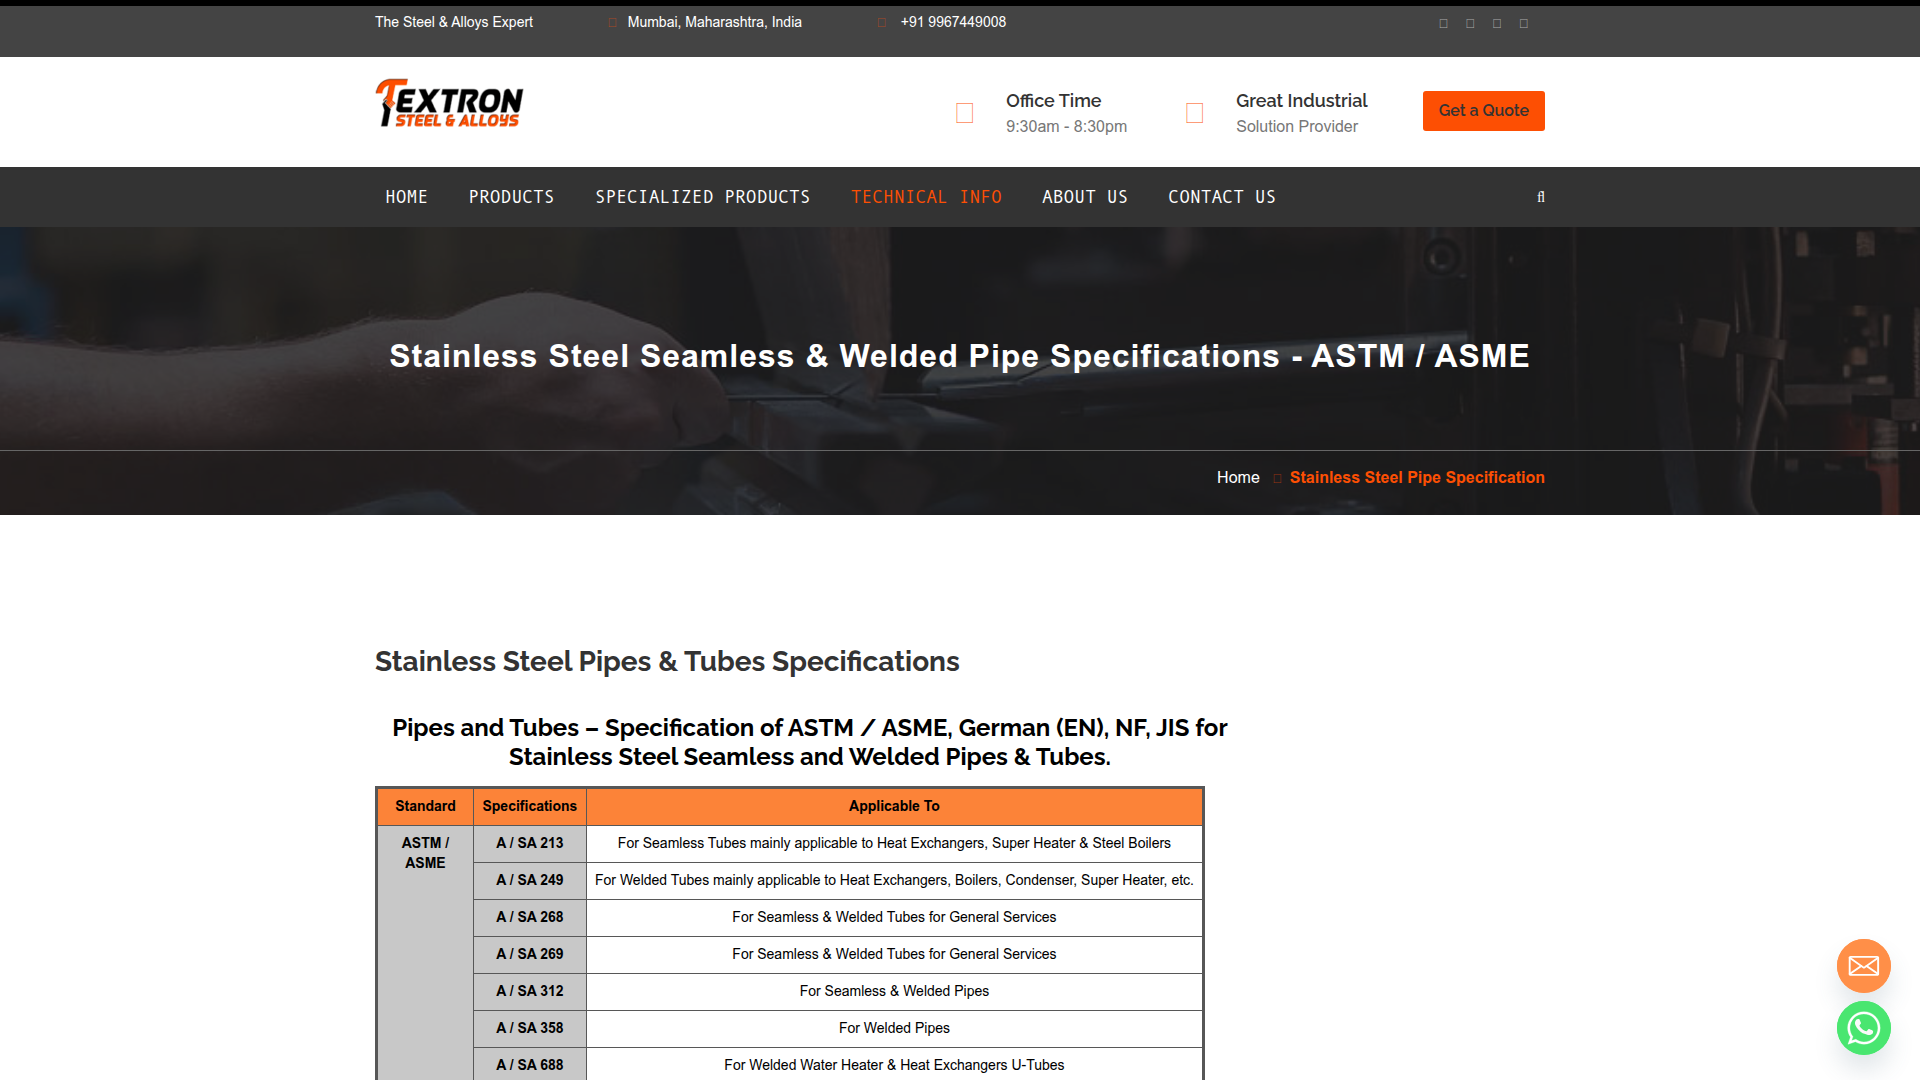 The Steel & Alloys Expert
Mumbai, Maharashtra, India
+91 9967449008
TEXTRON
STEEL & ALLOYS
Office Time
9:30am - 8:30pm
Great Industrial
Solution Provider
Get a Quote
HOME
PRODUCTS
SPECIALIZED PRODUCTS
TECHNICAL INFO
ABOUT US
CONTACT US
Stainless Steel Seamless & Welded Pipe Specifications - ASTM / ASME
Home
Stainless Steel Pipe Specification
Stainless Steel Pipes & Tubes Specifications
Pipes and Tubes – Specification of ASTM / ASME, German (EN), NF, JIS for
Stainless Steel Seamless and Welded Pipes & Tubes.
Standard Specifications Applicable To
ASTM /
ASME
A / SA 213 For Seamless Tubes mainly applicable to Heat Exchangers, Super Heater & Steel Boilers
A / SA 249 For Welded Tubes mainly applicable to Heat Exchangers, Boilers, Condenser, Super Heater, etc.
A / SA 268 For Seamless & Welded Tubes for General Services
A / SA 269 For Seamless & Welded Tubes for General Services
A / SA 312 For Seamless & Welded Pipes
A / SA 358 For Welded Pipes
A / SA 688 For Welded Water Heater & Heat Exchangers U-Tubes